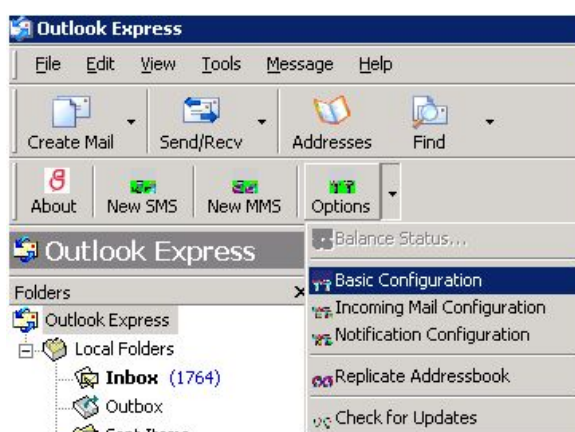 Outlook Express
File Edit View Tools Message Help
Create Mail Send/Recv Addresses Find
About New SMS New MMS Options
Balance Status...
Outlook Express
Basic Configuration
Folders
Incoming Mail Configuration
Outlook Express
Notification Configuration
Local Folders
Inbox (1764)
Replicate Addressbook
Outbox
Check for Updates
Sent Items